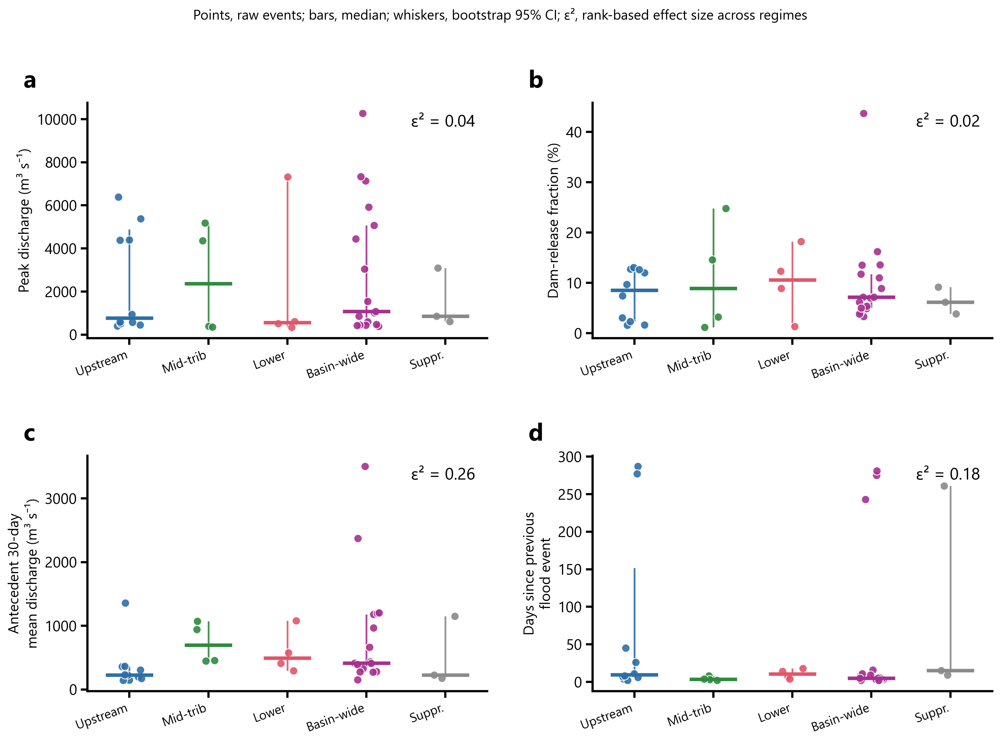 Points, raw events; bars, median; whiskers, bootstrap 95% CI; ε², rank-based effect size across regimes
a
ε² = 0.04
Peak discharge (m³ s⁻¹)
10000
8000
6000
4000
2000
0
Upstream
Mid-trib
Lower
Basin-wide
Suppr.
b
ε² = 0.02
Dam-release fraction (%)
40
30
20
10
0
Upstream
Mid-trib
Lower
Basin-wide
Suppr.
c
ε² = 0.26
Antecedent 30-day
mean discharge (m³ s⁻¹)
3000
2000
1000
0
Upstream
Mid-trib
Lower
Basin-wide
Suppr.
d
ε² = 0.18
Days since previous
flood event
300
250
200
150
100
50
0
Upstream
Mid-trib
Lower
Basin-wide
Suppr.